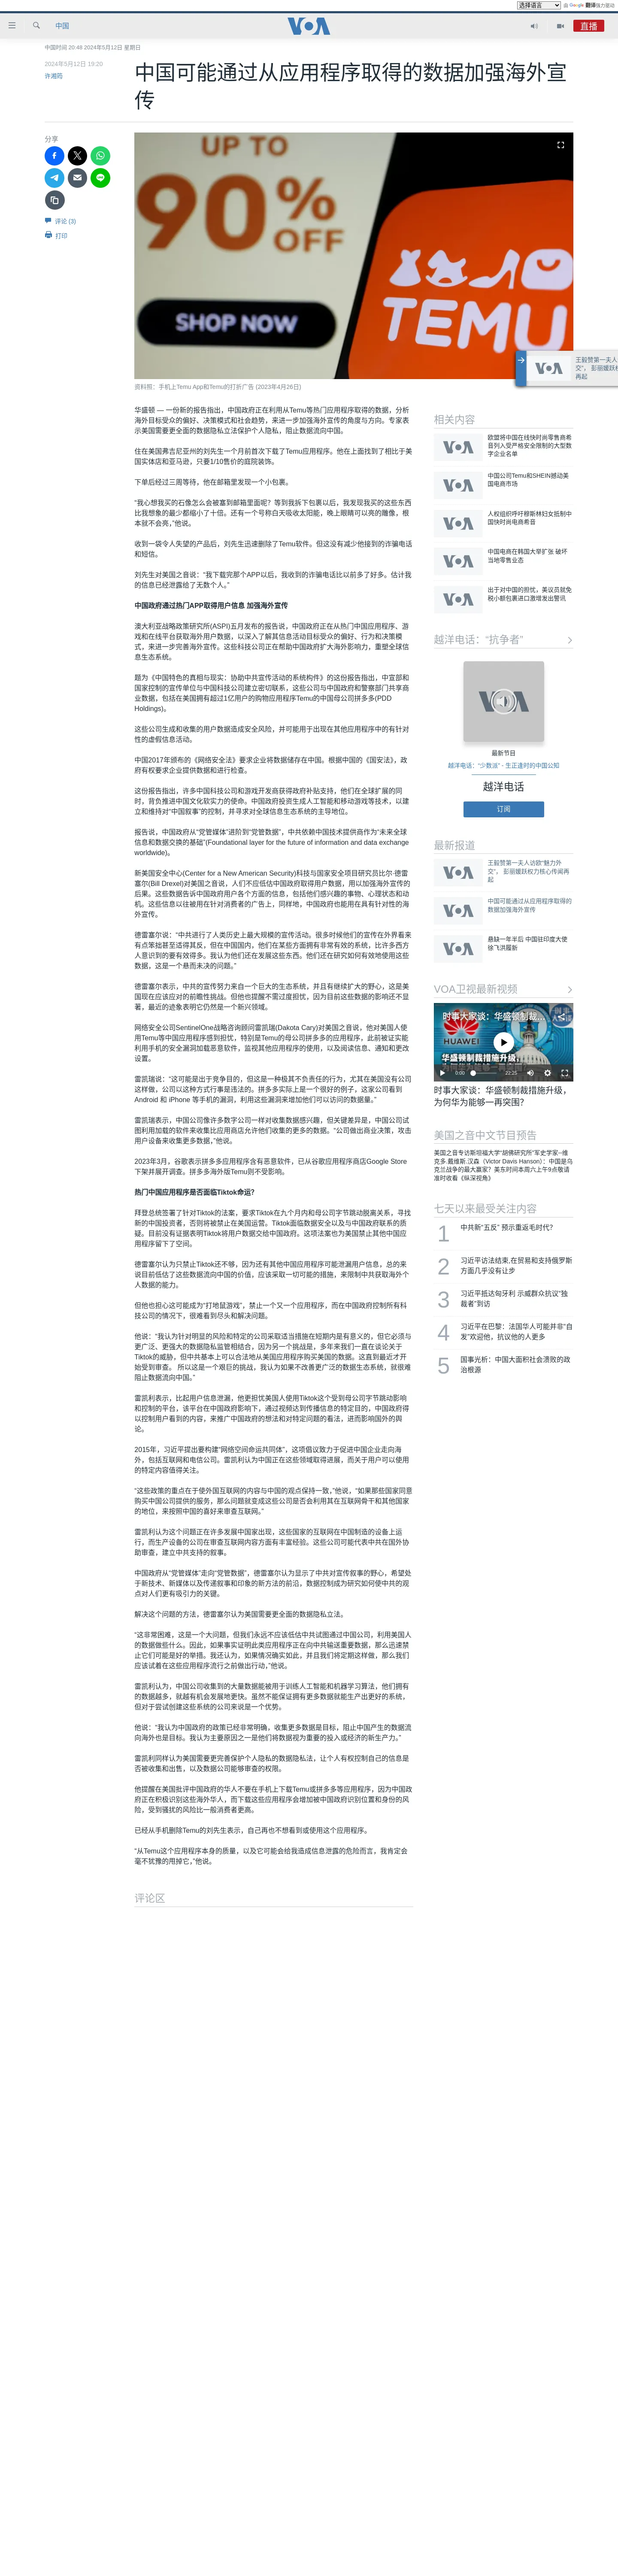 选择语言 由 Google 翻译强力驱动
中国 VOA 直播
中国时间 20:48 2024年5月12日 星期日
2024年5月12日 19:20
许湘筠
中国可能通过从应用程序取得的数据加强海外宣
传
分享
评论 (3)
打印
UP TO
90%
OFF
SHOP NOW
TEMU
资料照：手机上Temu App和Temu的打折广告 (2023年4月26日)
王毅赞第一夫人
交”， 彭丽媛跃权
再起
华盛顿 — 一份新的报告指出，中国政府正在利用从Temu等热门应用程序取得的数据，分析
海外目标受众的偏好、决策模式和社会趋势，来进一步加强海外宣传的角度与方向。专家表
示美国需要更全面的数据隐私立法保护个人隐私，阻止数据流向中国。
住在美国弗吉尼亚州的刘先生一个月前首次下载了Temu应用程序。他在上面找到了相比于美
国实体店和亚马逊，只要1/10售价的庭院装饰。
下单后经过三周等待，他在邮箱里发现一个小包裹。
“我心想我买的石像怎么会被塞到邮箱里面呢？等到我拆下包裹以后，我发现我买的这些东西
比我想象的最少都缩小了十倍。还有一个号称白天吸收太阳能，晚上眼睛可以亮的雕像，根
本就不会亮，”他说。
收到一袋令人失望的产品后，刘先生迅速删除了Temu软件。但这没有减少他接到的诈骗电话
和短信。
刘先生对美国之音说：“我下载完那个APP以后，我收到的诈骗电话比以前多了好多。估计我
的信息已经泄露给了无数个人。”
中国政府通过热门APP取得用户信息 加强海外宣传
澳大利亚战略政策研究所(ASPI)五月发布的报告说，中国政府正在从热门中国应用程序、游
戏和在线平台获取海外用户数据，以深入了解其信息活动目标受众的偏好、行为和决策模
式，来进一步完善海外宣传。这些科技公司正在帮助中国政府扩大海外影响力，重塑全球信
息生态系统。
题为《中国特色的真相与现实：协助中共宣传活动的系统构件》的这份报告指出，中宣部和
国家控制的宣传单位与中国科技公司建立密切联系，这些公司与中国政府和警察部门共享商
业数据，包括在美国拥有超过1亿用户的购物应用程序Temu的中国母公司拼多多(PDD
Holdings)。
这些公司生成和收集的用户数据造成安全风险，并可能用于出现在其他应用程序中的有针对
性的虚假信息活动。
中国2017年颁布的《网络安全法》要求企业将数据储存在中国。根据中国的《国安法》，政
府有权要求企业提供数据和进行检查。
这份报告指出，许多中国科技公司和游戏开发商获得政府补贴支持，他们在全球扩展的同
时，背负推进中国文化软实力的使命。中国政府投资生成人工智能和移动游戏等技术，以建
立和维持对“中国叙事”的控制，并寻求对全球信息生态系统的主导地位。
报告说，中国政府从“党管媒体”进阶到“党管数据”，中共依赖中国技术提供商作为“未来全球
信息和数据交换的基础”(Foundational layer for the future of information and data exchange
worldwide)。
新美国安全中心(Center for a New American Security)科技与国家安全项目研究员比尔·德雷
塞尔(Bill Drexel)对美国之音说，人们不应低估中国政府取得用户数据，用以加强海外宣传的
后果。这些数据告诉中国政府用户各个方面的信息，包括他们感兴趣的事物、心理状态和动
机。这些信息以往被用在针对消费者的广告上，同样地，中国政府也能用在具有针对性的海
外宣传。
德雷塞尔说：“中共进行了人类历史上最大规模的宣传活动。很多时候他们的宣传在外界看来
有点笨拙甚至适得其反，但在中国国内，他们在某些方面拥有非常有效的系统，比许多西方
人意识到的要有效得多。我认为他们还在发展这些东西。他们还在研究如何有效地使用这些
数据，这是一个悬而未决的问题。”
德雷塞尔表示，中共的宣传努力来自一个巨大的生态系统，并且有继续扩大的野心，这是美
国现在应该应对的前瞻性挑战。但他也提醒不需过度担忧，因为目前这些数据的影响还不显
著，最近的迹象表明它仍然是一个新兴领域。
网络安全公司SentinelOne战略咨询顾问雷凯瑞(Dakota Cary)对美国之音说，他对美国人使
用Temu等中国应用程序感到担忧，特别是Temu的母公司拼多多的应用程序，此前被证实有
利用手机的安全漏洞加载恶意软件，监视其他应用程序的使用，以及阅读信息、通知和更改
设置。
雷凯瑞说：“这可能是出于竞争目的，但这是一种极其不负责任的行为，尤其在美国没有公司
这样做，公司以这种方式行事是违法的。拼多多实际上是一个很好的例子，这家公司看到
Android 和 iPhone 等手机的漏洞，利用这些漏洞来增加他们可以访问的数据量。”
雷凯瑞表示，中国公司像许多数字公司一样对收集数据感兴趣，但关键差异是，中国公司试
图利用加载的软件来收集比应用商店允许他们收集的更多的数据。“公司做出商业决策，攻击
用户设备来收集更多数据，”他说。
2023年3月，谷歌表示拼多多应用程序含有恶意软件，已从谷歌应用程序商店Google Store
下架并展开调查。拼多多海外版Temu则不受影响。
热门中国应用程序是否面临Tiktok命运?
拜登总统签署了针对Tiktok的法案，要求Tiktok在九个月内和母公司字节跳动脱离关系，寻找
新的中国投资者，否则将被禁止在美国运营。Tiktok面临数据安全以及与中国政府联系的质
疑。目前没有证据表明Tiktok将用户数据交给中国政府。这项法案也为美国禁止其他中国应
用程序留下了空间。
德雷塞尔认为只禁止Tiktok还不够，因为还有其他中国应用程序可能泄漏用户信息，总的来
说目前低估了这些数据流向中国的价值，应该采取一切可能的措施，来限制中共获取海外个
人数据的能力。
但他也担心这可能成为“打地鼠游戏”，禁止一个又一个应用程序，而在中国政府控制所有科
技公司的情况下，很难看到尽头和解决问题。
他说：“我认为针对明显的风险和特定的公司采取适当措施在短期内是有意义的，但它必须与
更广泛、更强大的数据隐私监管相结合，因为另一个挑战是，多年来我们一直在谈论关于
Tiktok的威胁，但中共基本上可以合法地从美国应用程序购买美国的数据。这直到最近才开
始受到审查。 所以这是一个艰巨的挑战，我认为如果不改善更广泛的数据生态系统，就很难
阻止数据流向中国。”
雷凯利表示，比起用户信息泄漏，他更担忧美国人使用Tiktok这个受到母公司字节跳动影响
和控制的平台，该平台在中国政府影响下，通过视频达到传播信息的特定目的，中国政府得
以控制用户看到的内容，来推广中国政府的想法和对特定问题的看法，进而影响国外的舆
论。
2015年，习近平提出要构建“网络空间命运共同体”，这项倡议致力于促进中国企业走向海
外，包括互联网和电信公司。雷凯利认为中国正在这些领域取得进展，而关于用户可以使用
的特定内容值得关注。
“这些政策的重点在于使外国互联网的内容与中国的观点保持一致，”他说，“如果那些国家同意
购买中国公司提供的服务，那么问题就变成这些公司是否会利用其在互联网骨干和其他国家
的地位，来按照中国的喜好来审查互联网。”
雷凯利认为这个问题正在许多发展中国家出现，这些国家的互联网在中国制造的设备上运
行，而生产设备的公司在审查互联网内容方面有丰富经验。这些公司可能代表中共在国外协
助审查，建立中共支持的叙事。
中国政府从“党管媒体”走向“党管数据”，德雷塞尔认为显示了中共对宣传叙事的野心，希望处
于新技术、新媒体以及传递叙事和印象的新方法的前沿，数据控制成为研究如何使中共的观
点对人们更有吸引力的关键。
解决这个问题的方法，德雷塞尔认为美国需要更全面的数据隐私立法。
“这非常困难，这是一个大问题，但我们永远不应该低估中共试图通过中国公司，利用美国人
的数据做些什么。因此，如果事实证明此类应用程序正在向中共输送重要数据，那么迅速禁
止它们可能是好的举措。我还认为，如果情况确实如此，并且我们将定期这样做，那么我们
应该试着在这些应用程序流行之前做出行动，”他说。
雷凯利认为，中国公司收集到的大量数据能被用于训练人工智能和机器学习算法，他们拥有
的数据越多，就越有机会发展地更快。虽然不能保证拥有更多数据就能生产出更好的系统，
但对于尝试创建这些系统的公司来说是一个优势。
他说：“我认为中国政府的政策已经非常明确，收集更多数据是目标，阻止中国产生的数据流
向海外也是目标。我认为主要原因之一是他们将数据视为重要的投入或经济的新生产力。”
雷凯利同样认为美国需要更完善保护个人隐私的数据隐私法，让个人有权控制自己的信息是
否被收集和出售，以及数据公司能够审查的权限。
他提醒在美国批评中国政府的华人不要在手机上下载Temu或拼多多等应用程序，因为中国政
府正在积极识别这些海外华人，而下载这些应用程序会增加被中国政府识别位置和身份的风
险，受到骚扰的风险比一般消费者更高。
已经从手机删除Temu的刘先生表示，自己再也不想看到或使用这个应用程序。
“从Temu这个应用程序本身的质量，以及它可能会给我造成信息泄露的危险而言，我肯定会
毫不犹豫的甩掉它，”他说。
评论区
相关内容
欧盟将中国在线快时尚零售商希
音列入受严格安全限制的大型数
字企业名单
中国公司Temu和SHEIN撼动美
国电商市场
人权组织呼吁穆斯林妇女抵制中
国快时尚电商希音
中国电商在韩国大举扩张 破坏
当地零售业态
出于对中国的担忧，美议员就免
税小额包裹进口激增发出警讯
越洋电话：“抗争者”
最新节目
越洋电话：“少数派” - 生正逢时的中国公知
越洋电话
订阅
最新报道
王毅赞第一夫人访欧“魅力外
交”， 彭丽媛跃权力核心传闻再
起
中国可能通过从应用程序取得的
数据加强海外宣传
悬缺一年半后 中国驻印度大使
徐飞洪履新
VOA卫视最新视频
时事大家谈：华盛顿制裁...
HUAWEI
华盛顿制裁措施升级，
0:00 22:25
时事大家谈：华盛顿制裁措施升级，
为何华为能够一再突围？
美国之音中文节目预告
美国之音专访斯坦福大学“胡佛研究所”军史学家–维
克多.戴维斯.汉森（Victor Davis Hanson）：中国是乌
克兰战争的最大赢家？美东时间本周六上午9点敬请
准时收看《纵深视角》
七天以来最受关注内容
1 中共新“五反” 预示重返毛时代?
2 习近平访法结束,在贸易和支持俄罗斯
方面几乎没有让步
3 习近平抵达匈牙利 示威群众抗议“独
裁者”到访
4 习近平在巴黎：法国华人可能并非“自
发”欢迎他，抗议他的人更多
5 国事光析：中国大面积社会溃败的政
治根源